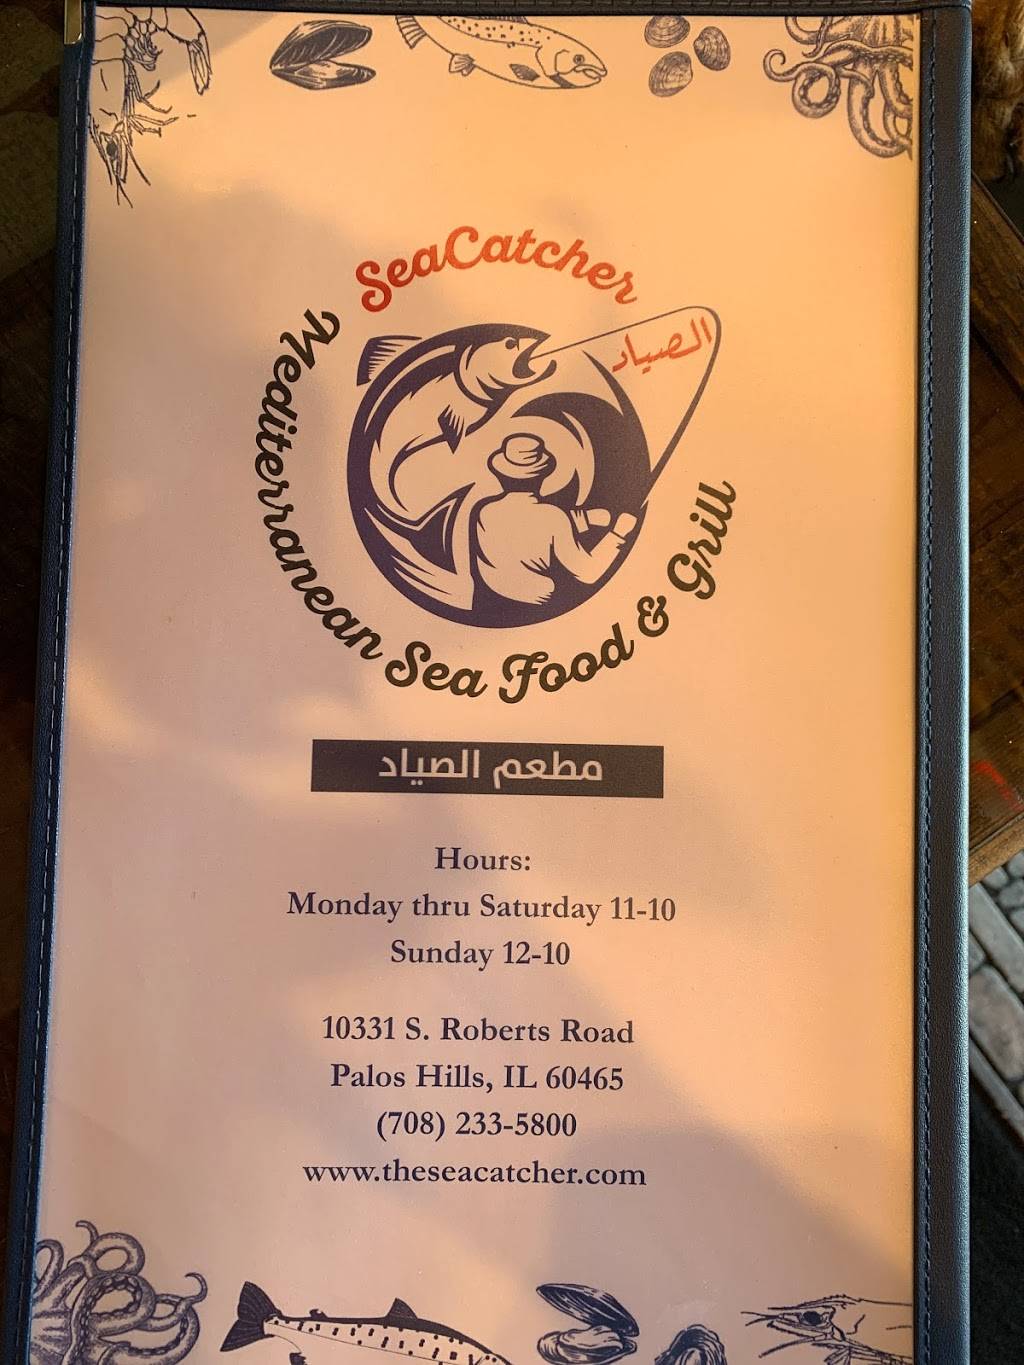 SeaCatcher
الصياد
Mediterranean Sea Food & Grill
مطعم الصياد
Hours:
Monday thru Saturday 11-10
Sunday 12-10
10331 S. Roberts Road
Palos Hills, IL 60465
(708) 233-5800
www.theseacatcher.com